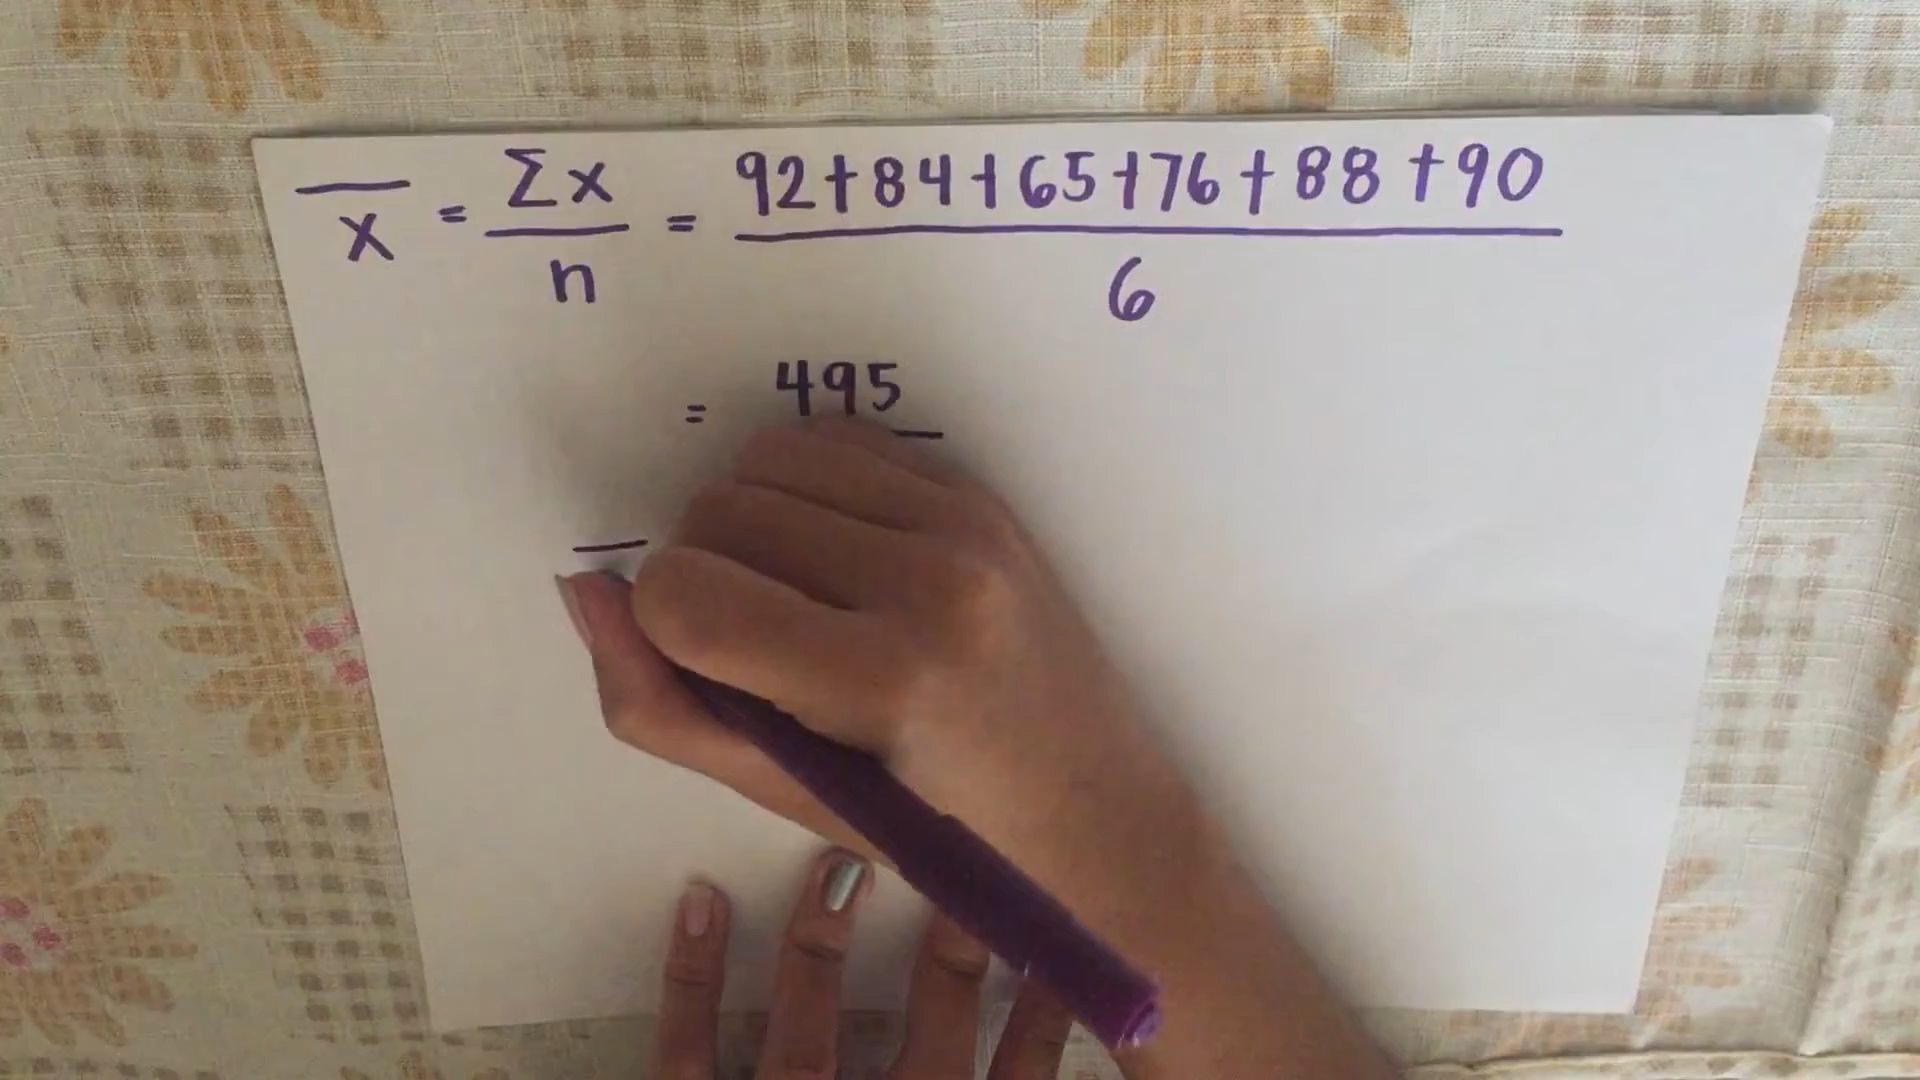 x̄ = Σx / n = 92+84+65+76+88+90 / 6
= 495